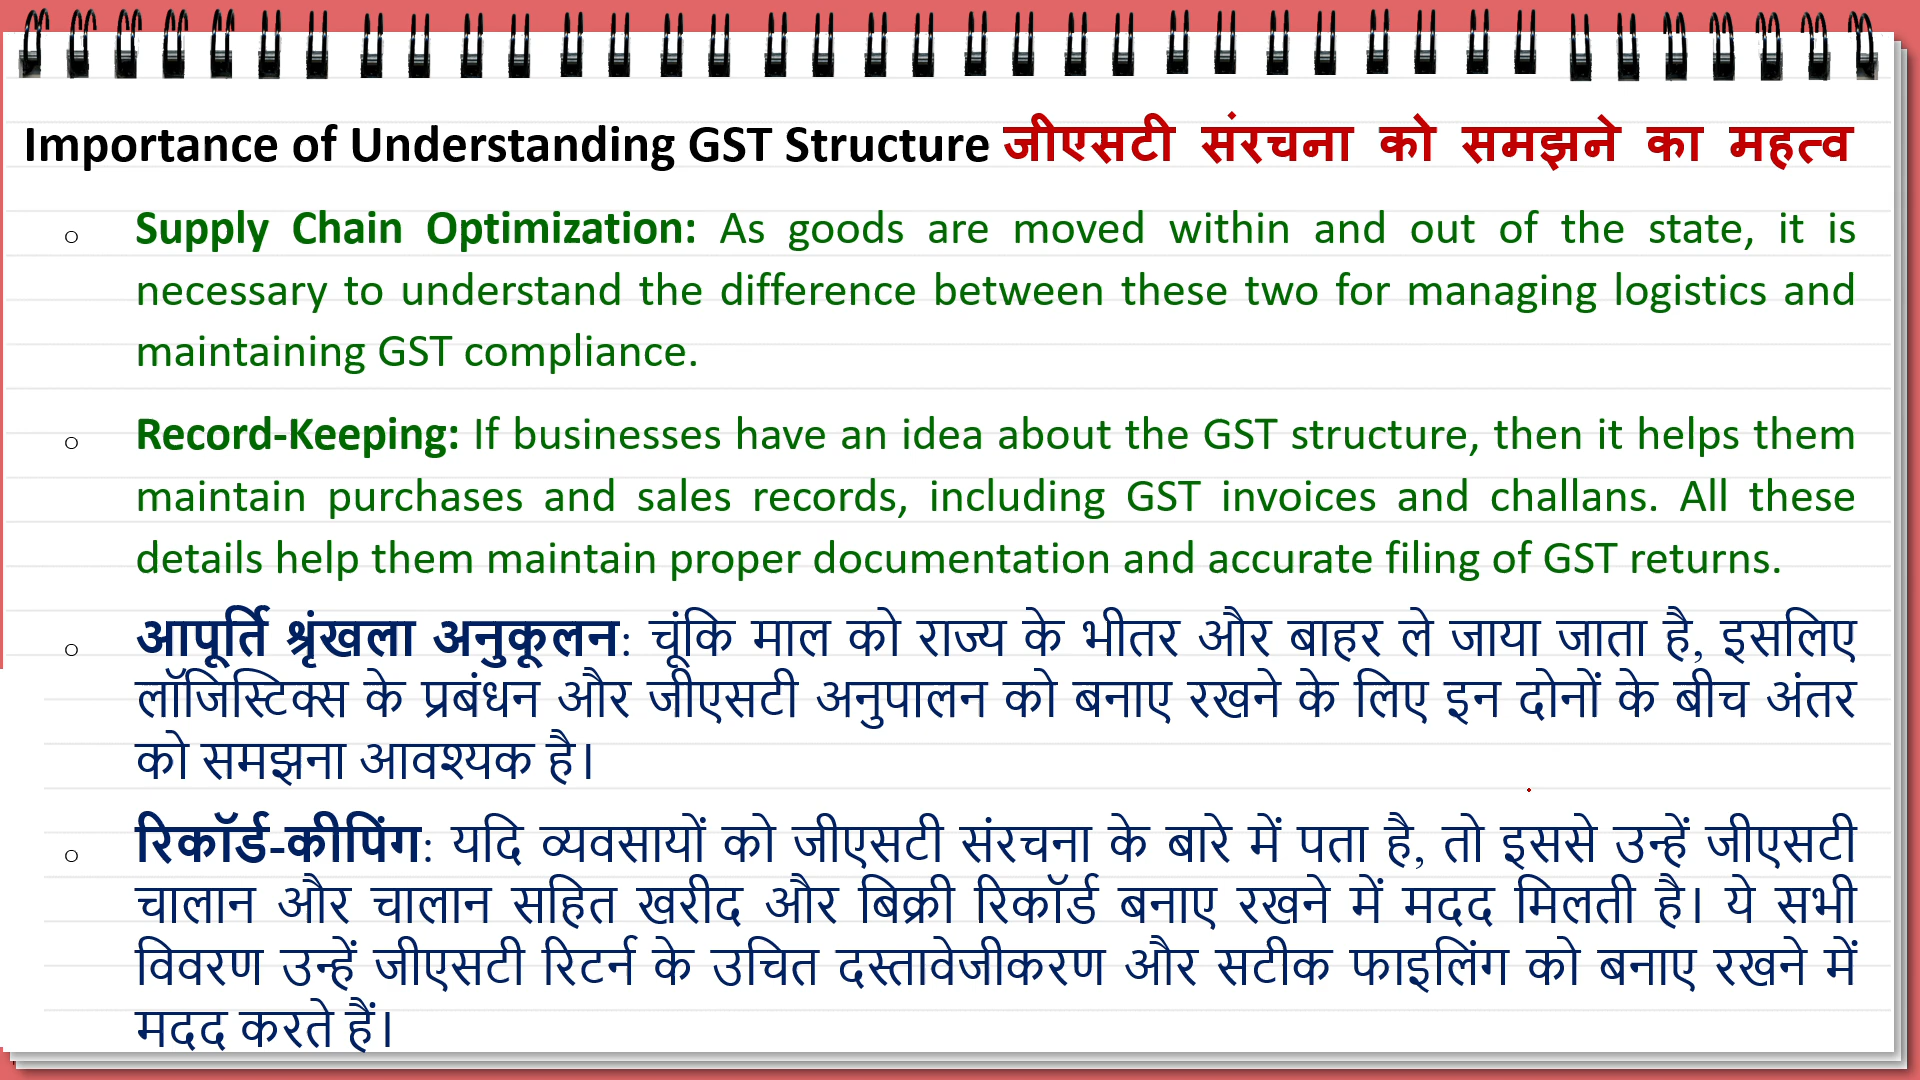 Importance of Understanding GST Structure जीएसटी संरचना को समझने का महत्व
Supply Chain Optimization: As goods are moved within and out of the state, it is
necessary to understand the difference between these two for managing logistics and
maintaining GST compliance.
Record-Keeping: If businesses have an idea about the GST structure, then it helps them
maintain purchases and sales records, including GST invoices and challans. All these
details help them maintain proper documentation and accurate filing of GST returns.
आपूर्ति श्रृंखला अनुकूलन: चूंकि माल को राज्य के भीतर और बाहर ले जाया जाता है, इसलिए
लॉजिस्टिक्स के प्रबंधन और जीएसटी अनुपालन को बनाए रखने के लिए इन दोनों के बीच अंतर
को समझना आवश्यक है।
रिकॉर्ड-कीपिंग: यदि व्यवसायों को जीएसटी संरचना के बारे में पता है, तो इससे उन्हें जीएसटी
चालान और चालान सहित खरीद और बिक्री रिकॉर्ड बनाए रखने में मदद मिलती है। ये सभी
विवरण उन्हें जीएसटी रिटर्न के उचित दस्तावेजीकरण और सटीक फाइलिंग को बनाए रखने में
मदद करते हैं।